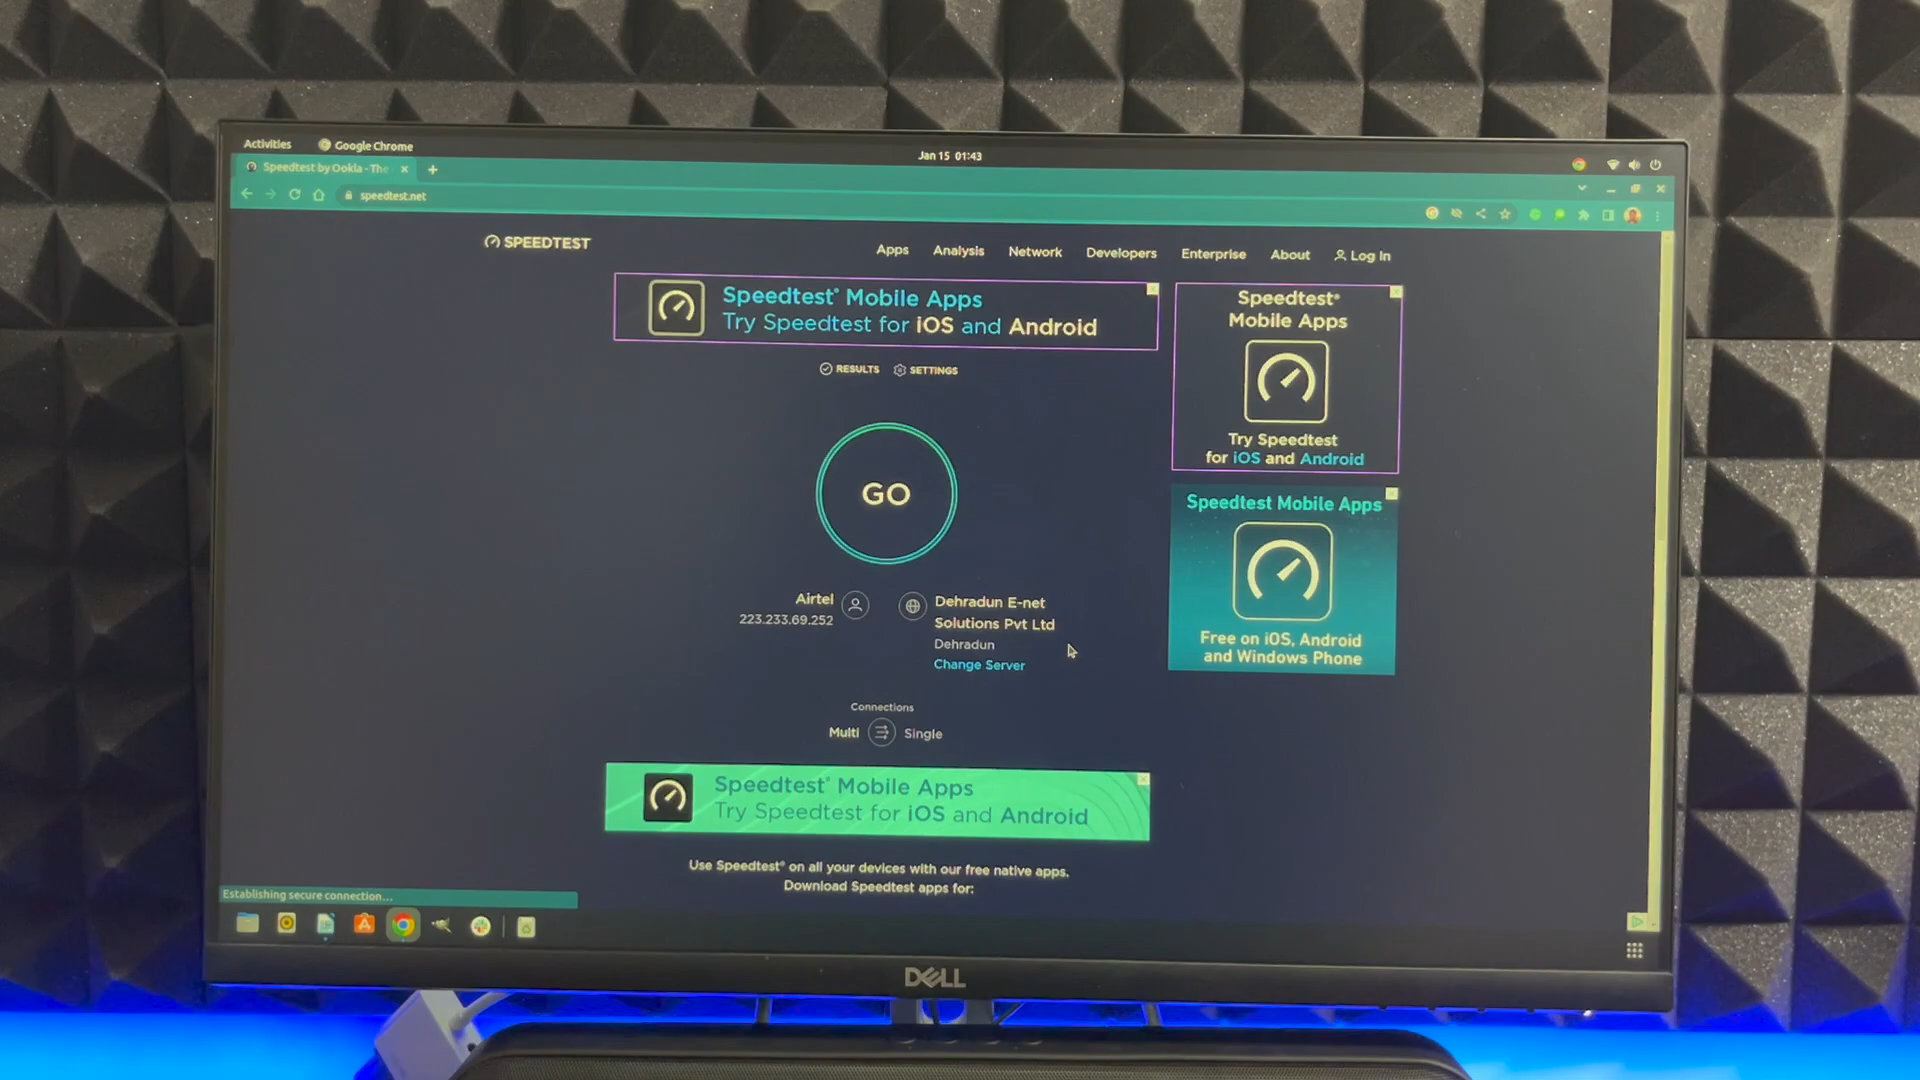 Activities
Google Chrome
Jan 15 01:43
Speedtest by Ookla - The
speedtest.net
SPEEDTEST
Apps
Analysis
Network
Developers
Enterprise
About
Log In
Speedtest® Mobile Apps
Try Speedtest for iOS and Android
Speedtest®
Mobile Apps
Try Speedtest
for iOS and Android
RESULTS
SETTINGS
GO
Speedtest Mobile Apps
Free on iOS, Android
and Windows Phone
Airtel
223.233.69.252
Dehradun E-net
Solutions Pvt Ltd
Dehradun
Change Server
Connections
Multi
Single
Speedtest® Mobile Apps
Try Speedtest for iOS and Android
Use Speedtest® on all your devices with our free native apps.
Download Speedtest apps for:
Establishing secure connection...
DELL